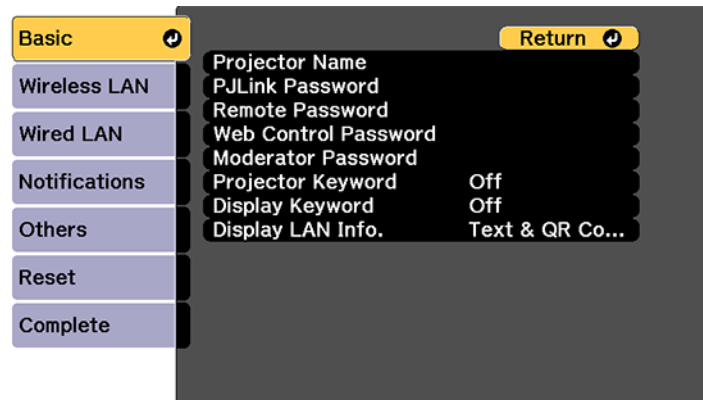 Basic
Wireless LAN
Wired LAN
Notifications
Others
Reset
Complete
Return
Projector Name
PJLink Password
Remote Password
Web Control Password
Moderator Password
Projector Keyword Off
Display Keyword Off
Display LAN Info. Text & QR Co...